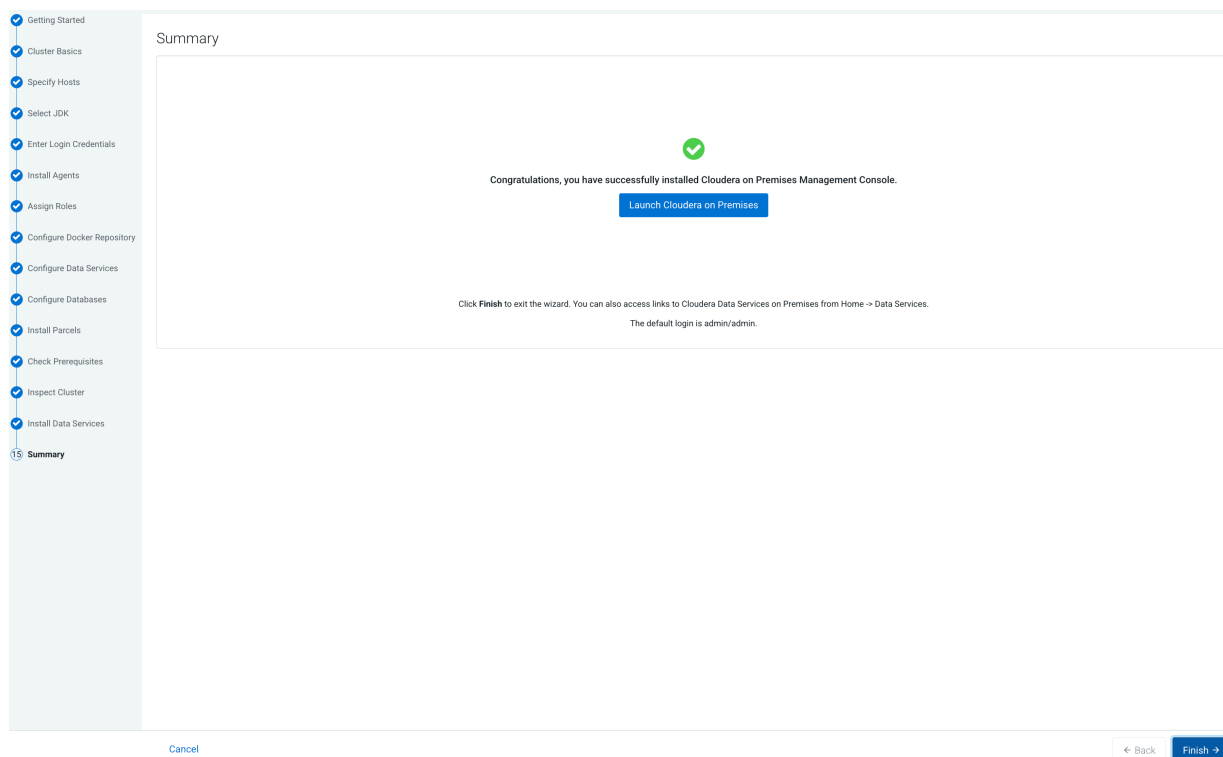 Getting Started
Cluster Basics
Specify Hosts
Select JDK
Enter Login Credentials
Install Agents
Assign Roles
Configure Docker Repository
Configure Data Services
Configure Databases
Install Parcels
Check Prerequisites
Inspect Cluster
Install Data Services
15 Summary
Summary
Congratulations, you have successfully installed Cloudera on Premises Management Console.
Launch Cloudera on Premises
Click Finish to exit the wizard. You can also access links to Cloudera Data Services on Premises from Home -> Data Services.
The default login is admin/admin.
Cancel
← Back
Finish →